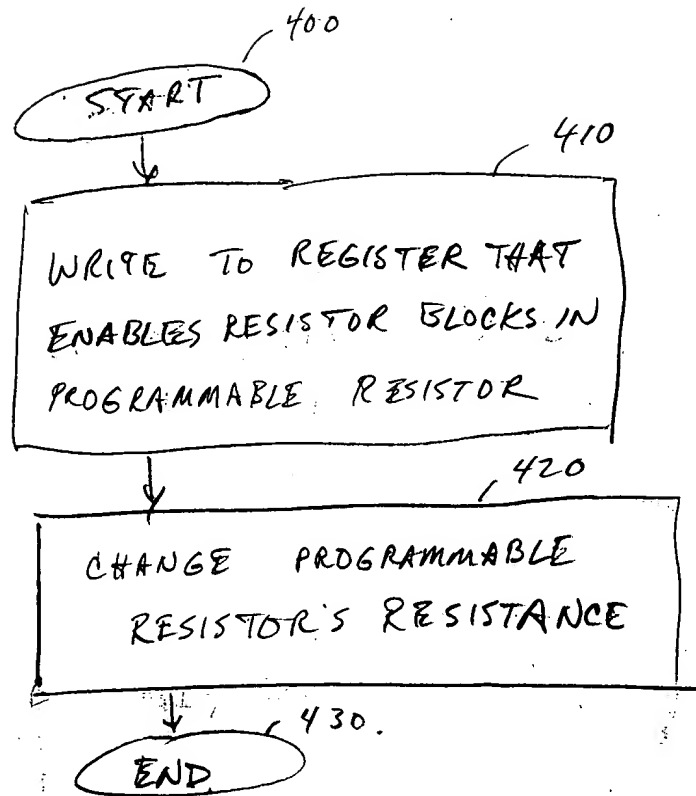 400
START
410
WRITE TO REGISTER THAT
ENABLES RESISTOR BLOCKS IN
PROGRAMMABLE RESISTOR
420
CHANGE PROGRAMMABLE
RESISTOR'S RESISTANCE
430.
END